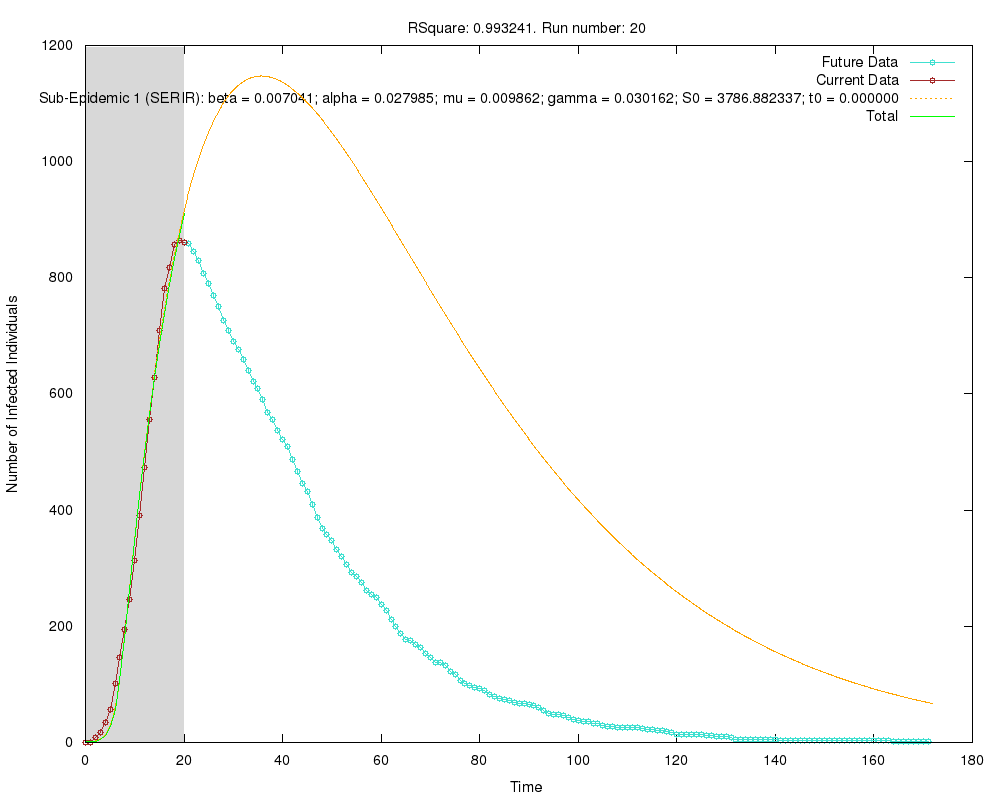 RSquare: 0.993241. Run number: 20
Future Data
Current Data
Sub-Epidemic 1 (SERIR): beta = 0.007041; alpha = 0.027985; mu = 0.009862; gamma = 0.030162; S0 = 3786.882337; t0 = 0.000000
Total
1200
1000
800
600
400
200
0
Number of Infected Individuals
0 20 40 60 80 100 120 140 160 180
Time